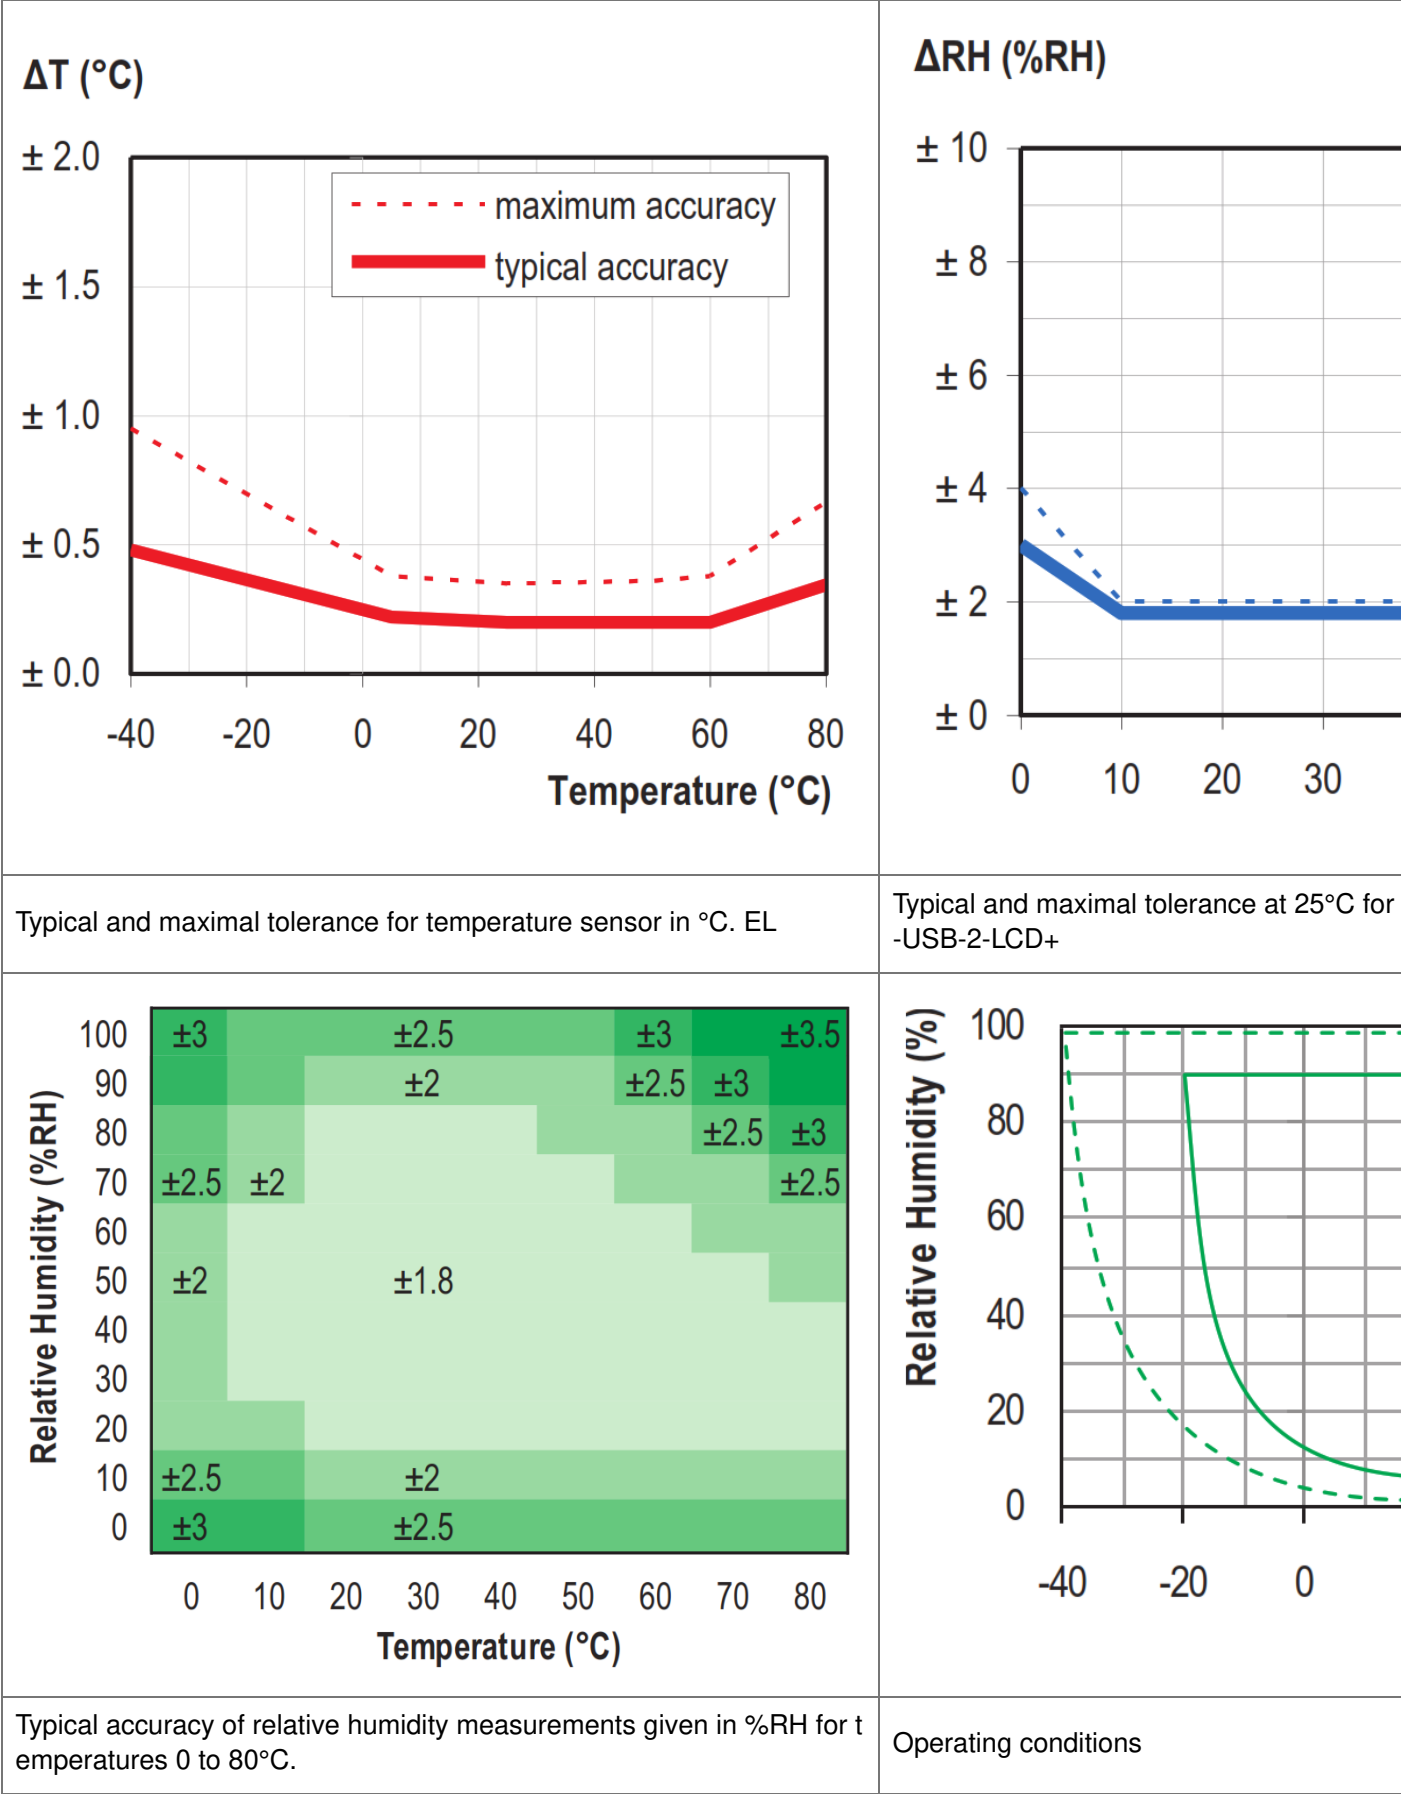 ΔT (°C)
± 2.0
± 1.5
± 1.0
± 0.5
± 0.0
maximum accuracy
typical accuracy
-40 -20 0 20 40 60 80
Temperature (°C)
ΔRH (%RH)
± 10
± 8
± 6
± 4
± 2
± 0
0 10 20 30
Typical and maximal tolerance for temperature sensor in °C. EL
Typical and maximal tolerance at 25°C for
-USB-2-LCD+
Relative Humidity (%RH)
100 ±3 ±2.5 ±3 ±3.5
90 ±2 ±2.5 ±3
80 ±2.5 ±3
70 ±2.5 ±2 ±2.5
60
50 ±2 ±1.8
40
30
20
10 ±2.5 ±2
0 ±3 ±2.5
0 10 20 30 40 50 60 70 80
Temperature (°C)
Relative Humidity (%)
100
80
60
40
20
0
-40 -20 0
Typical accuracy of relative humidity measurements given in %RH for t
emperatures 0 to 80°C.
Operating conditions